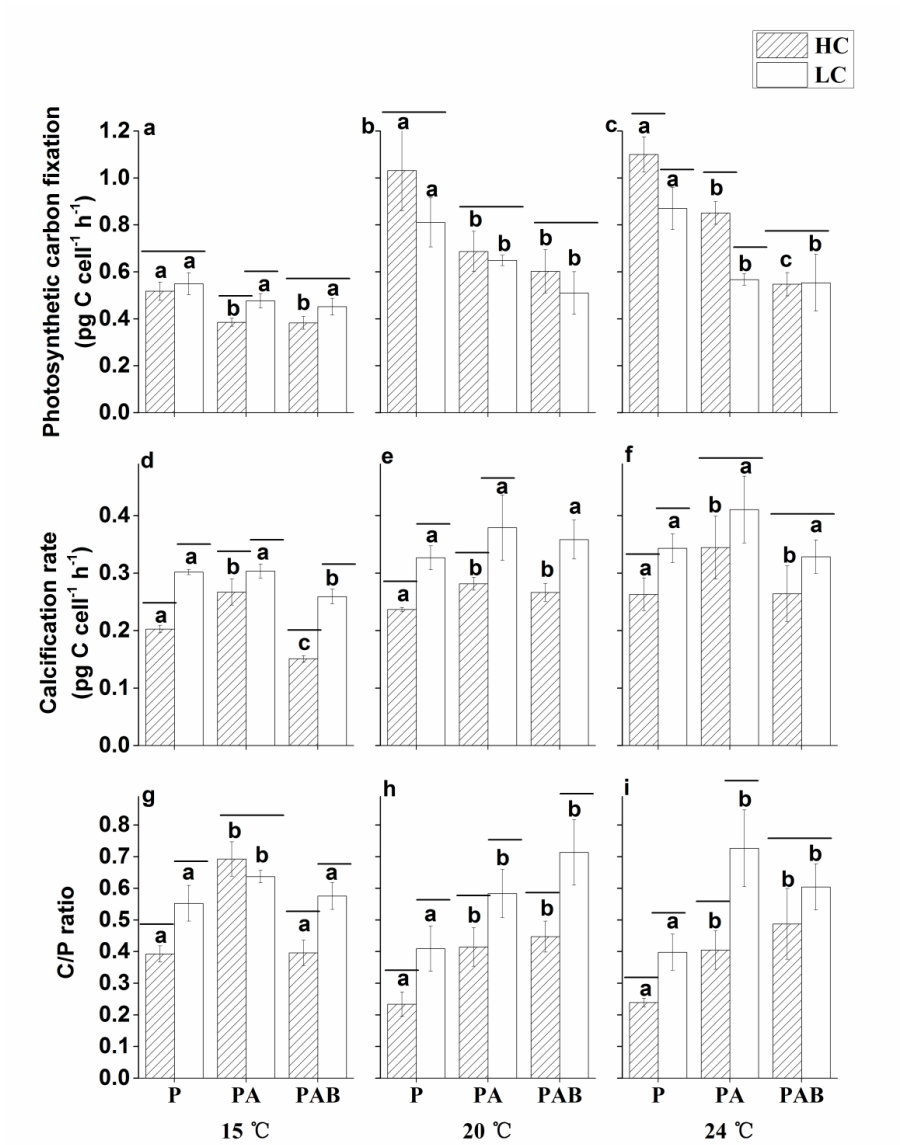 HC
LC
Photosynthetic carbon fixation
(pg C cell⁻¹ h⁻¹)
1.2
1.0
0.8
0.6
0.4
0.2
0.0
a
a a b a b a
b
a a b b b b
c
a a b b c b
Calcification rate
(pg C cell⁻¹ h⁻¹)
0.4
0.3
0.2
0.1
0.0
d
a a b a c b
e
a a b a b a
f
a a b a b a
C/P ratio
0.8
0.7
0.6
0.5
0.4
0.3
0.2
0.1
0.0
g
a a b b a a
h
a a b b b b
i
a a b b b b
P PA PAB P PA PAB P PA PAB
15 ℃ 20 ℃ 24 ℃